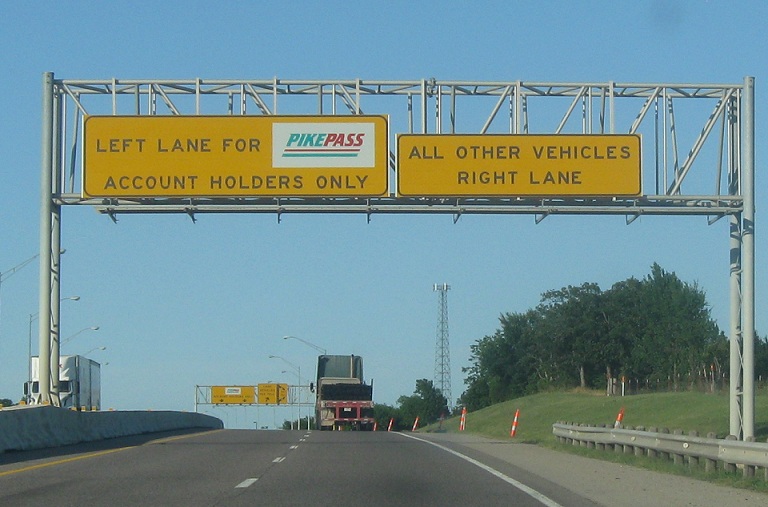 LEFT LANE FOR PIKEPASS
ACCOUNT HOLDERS ONLY
ALL OTHER VEHICLES
RIGHT LANE